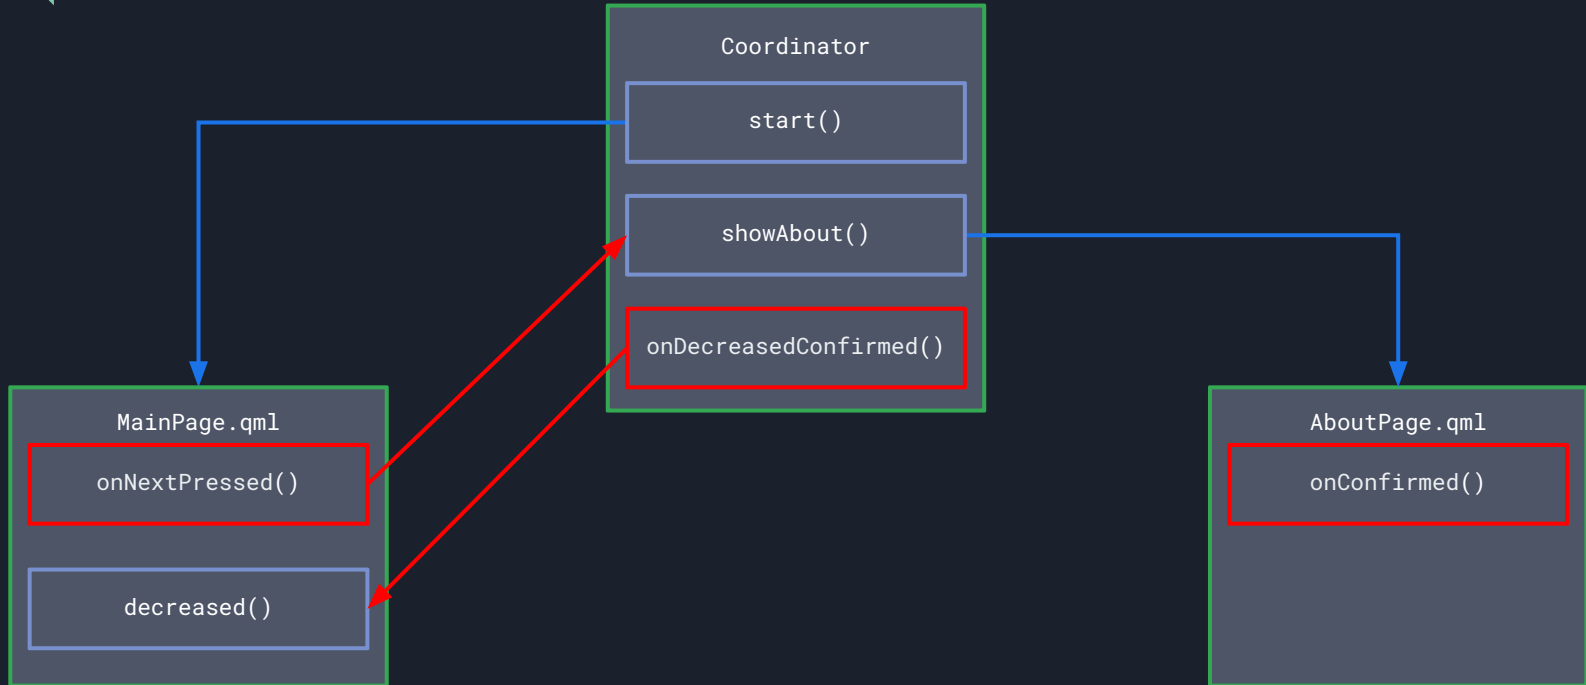 Coordinator
start()
showAbout()
onDecreasedConfirmed()
MainPage.qml
onNextPressed()
decreased()
AboutPage.qml
onConfirmed()